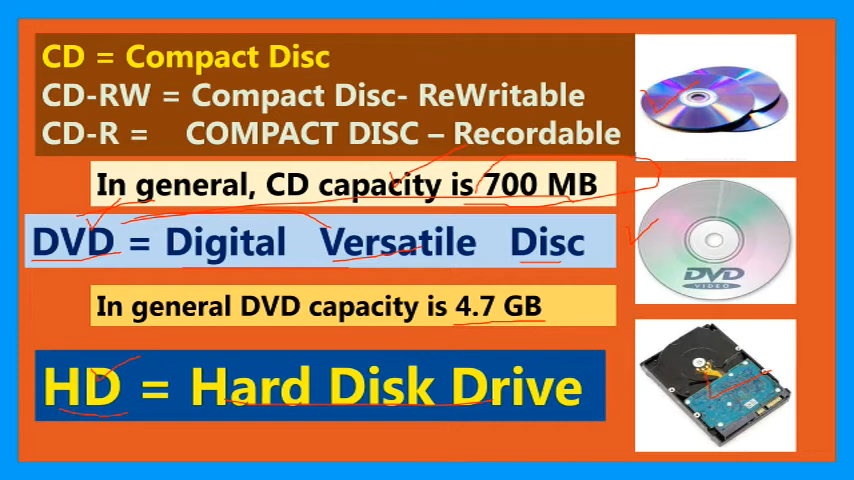 CD = Compact Disc
CD-RW = Compact Disc- ReWritable
CD-R = COMPACT DISC – Recordable
In general, CD capacity is 700 MB
DVD = Digital Versatile Disc
DVD
VIDEO
In general DVD capacity is 4.7 GB
HD = Hard Disk Drive